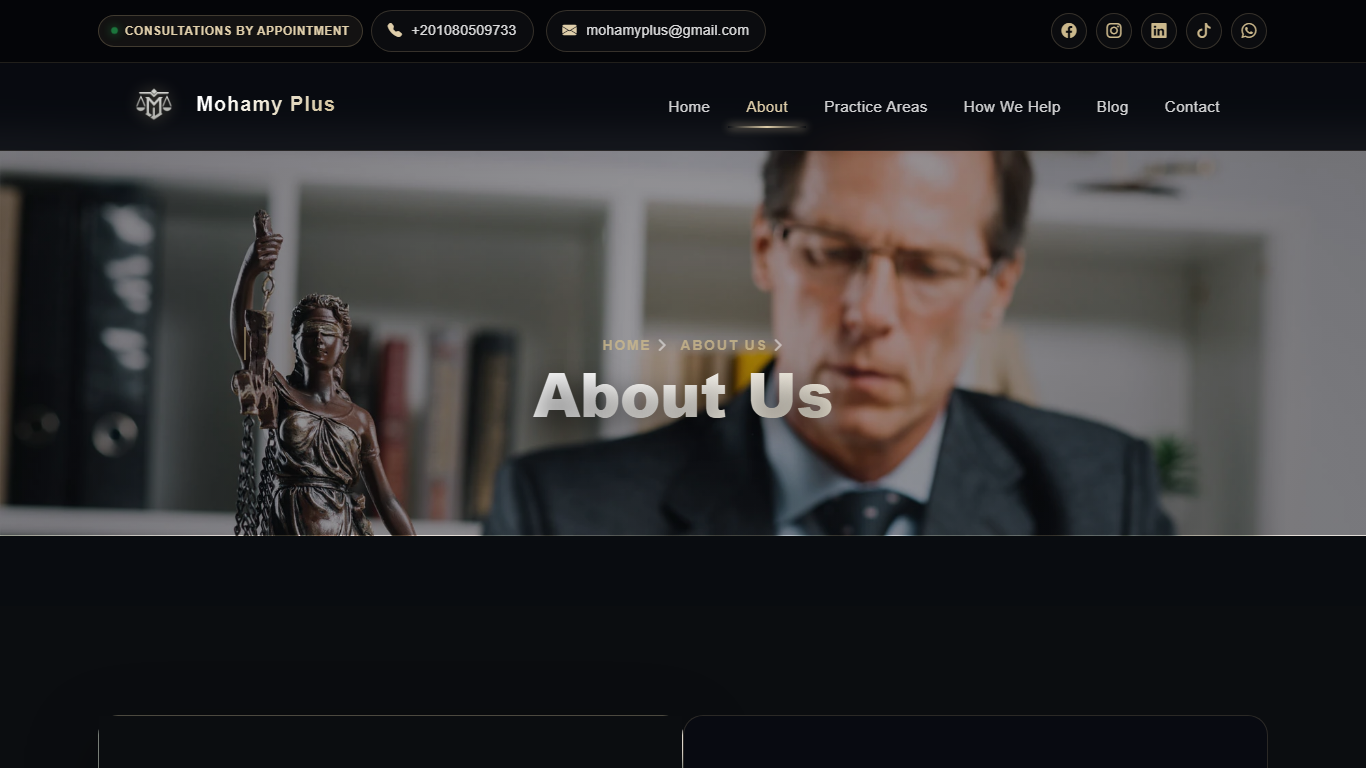 CONSULTATIONS BY APPOINTMENT
+201080509733
mohamyplus@gmail.com
Mohamy Plus
Home
About
Practice Areas
How We Help
Blog
Contact
HOME
ABOUT US
About Us